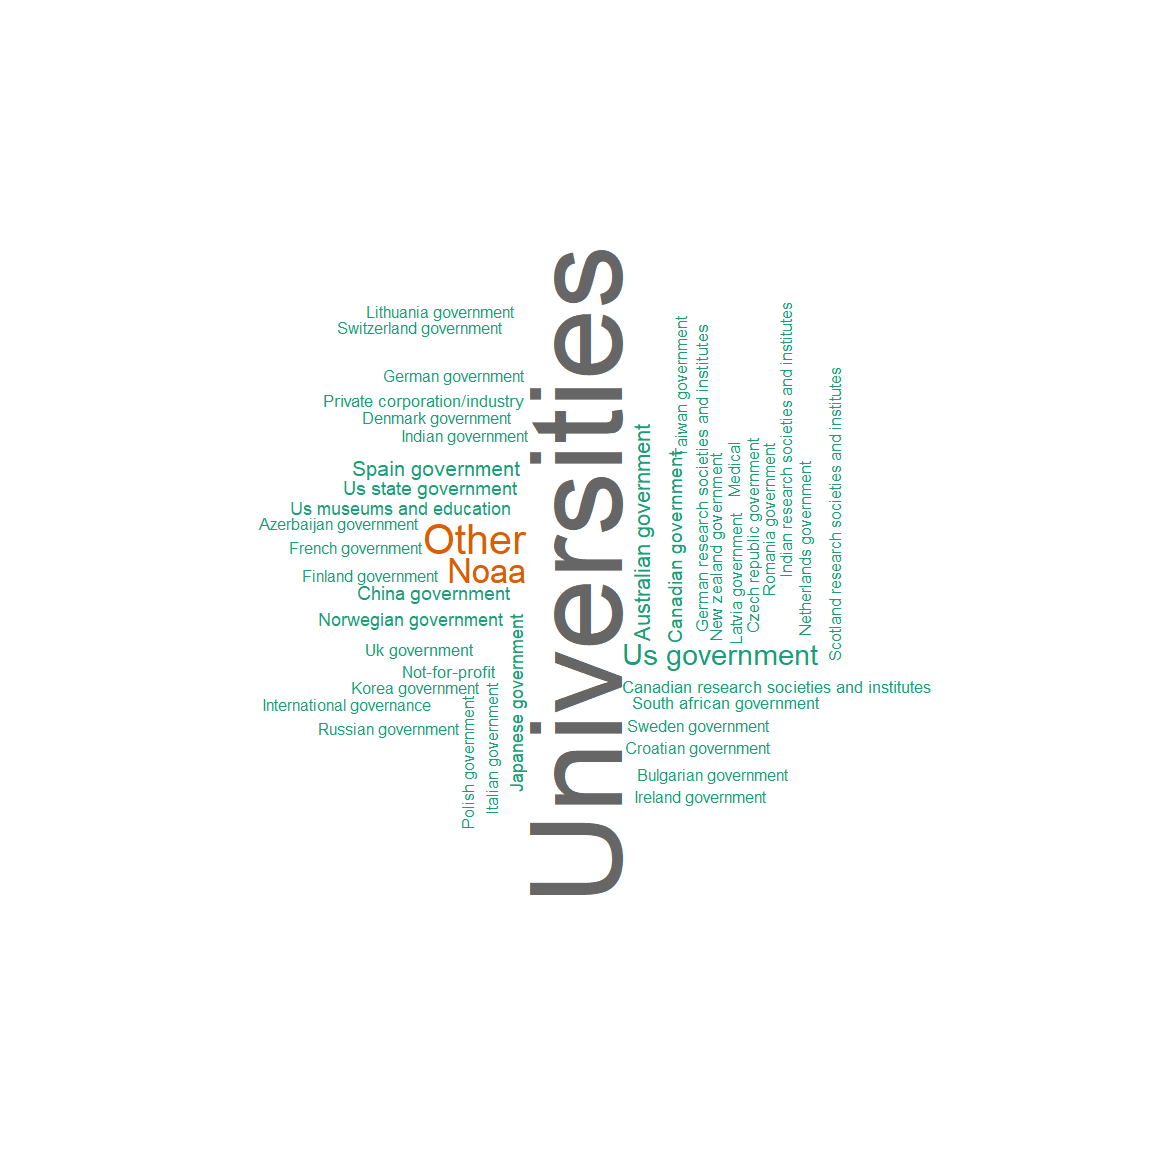 Lithuania government
Switzerland government
German government
Private corporation/industry
Denmark government
Indian government
Spain government
Us state government
Us museums and education
Azerbaijan government
Other
French government
Noaa
Finland government
China government
Norwegian government
Uk government
Not-for-profit
Korea government
International governance
Russian government
Polish government
Italian government
Japanese government
Universities
Australian government
Canadian government
Taiwan government
German research societies and institutes
New zealand government
Latvia government
Medical
Czech republic government
Romania government
Indian research societies and institutes
Netherlands government
Scotland research societies and institutes
Us government
Canadian research societies and institutes
South african government
Sweden government
Croatian government
Bulgarian government
Ireland government